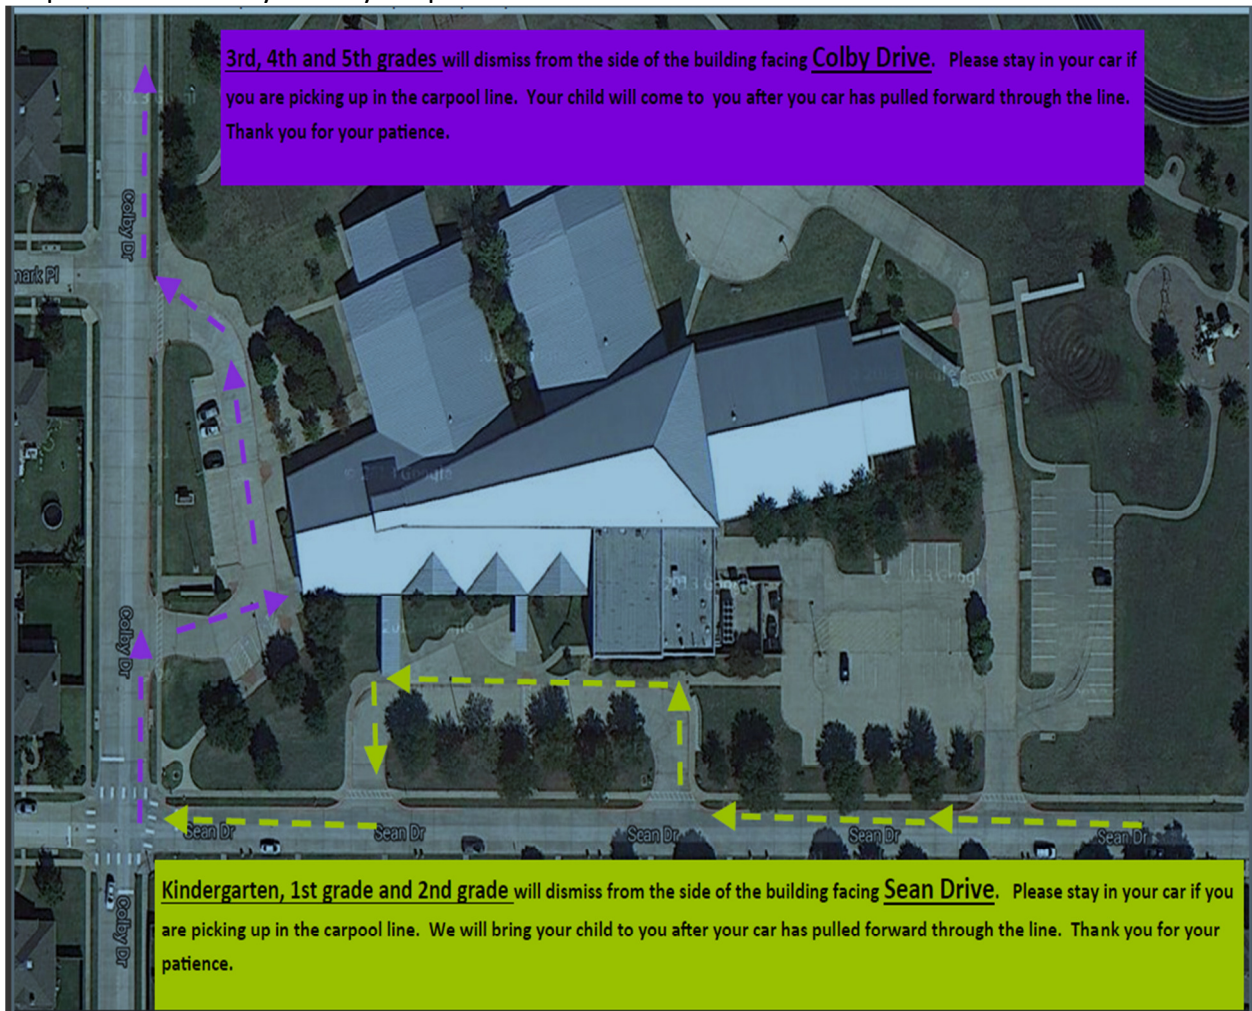 3rd, 4th and 5th grades will dismiss from the side of the building facing Colby Drive. Please stay in your car if
you are picking up in the carpool line. Your child will come to you after you car has pulled forward through the line.
Thank you for your patience.
Colby Dr
mark Pl
© 2013 Google
Colby Dr
Sean Dr
Sean Dr
Sean Dr
Sean Dr
Colby Dr
Kindergarten, 1st grade and 2nd grade will dismiss from the side of the building facing Sean Drive. Please stay in your car if you
are picking up in the carpool line. We will bring your child to you after your car has pulled forward through the line. Thank you for your
patience.